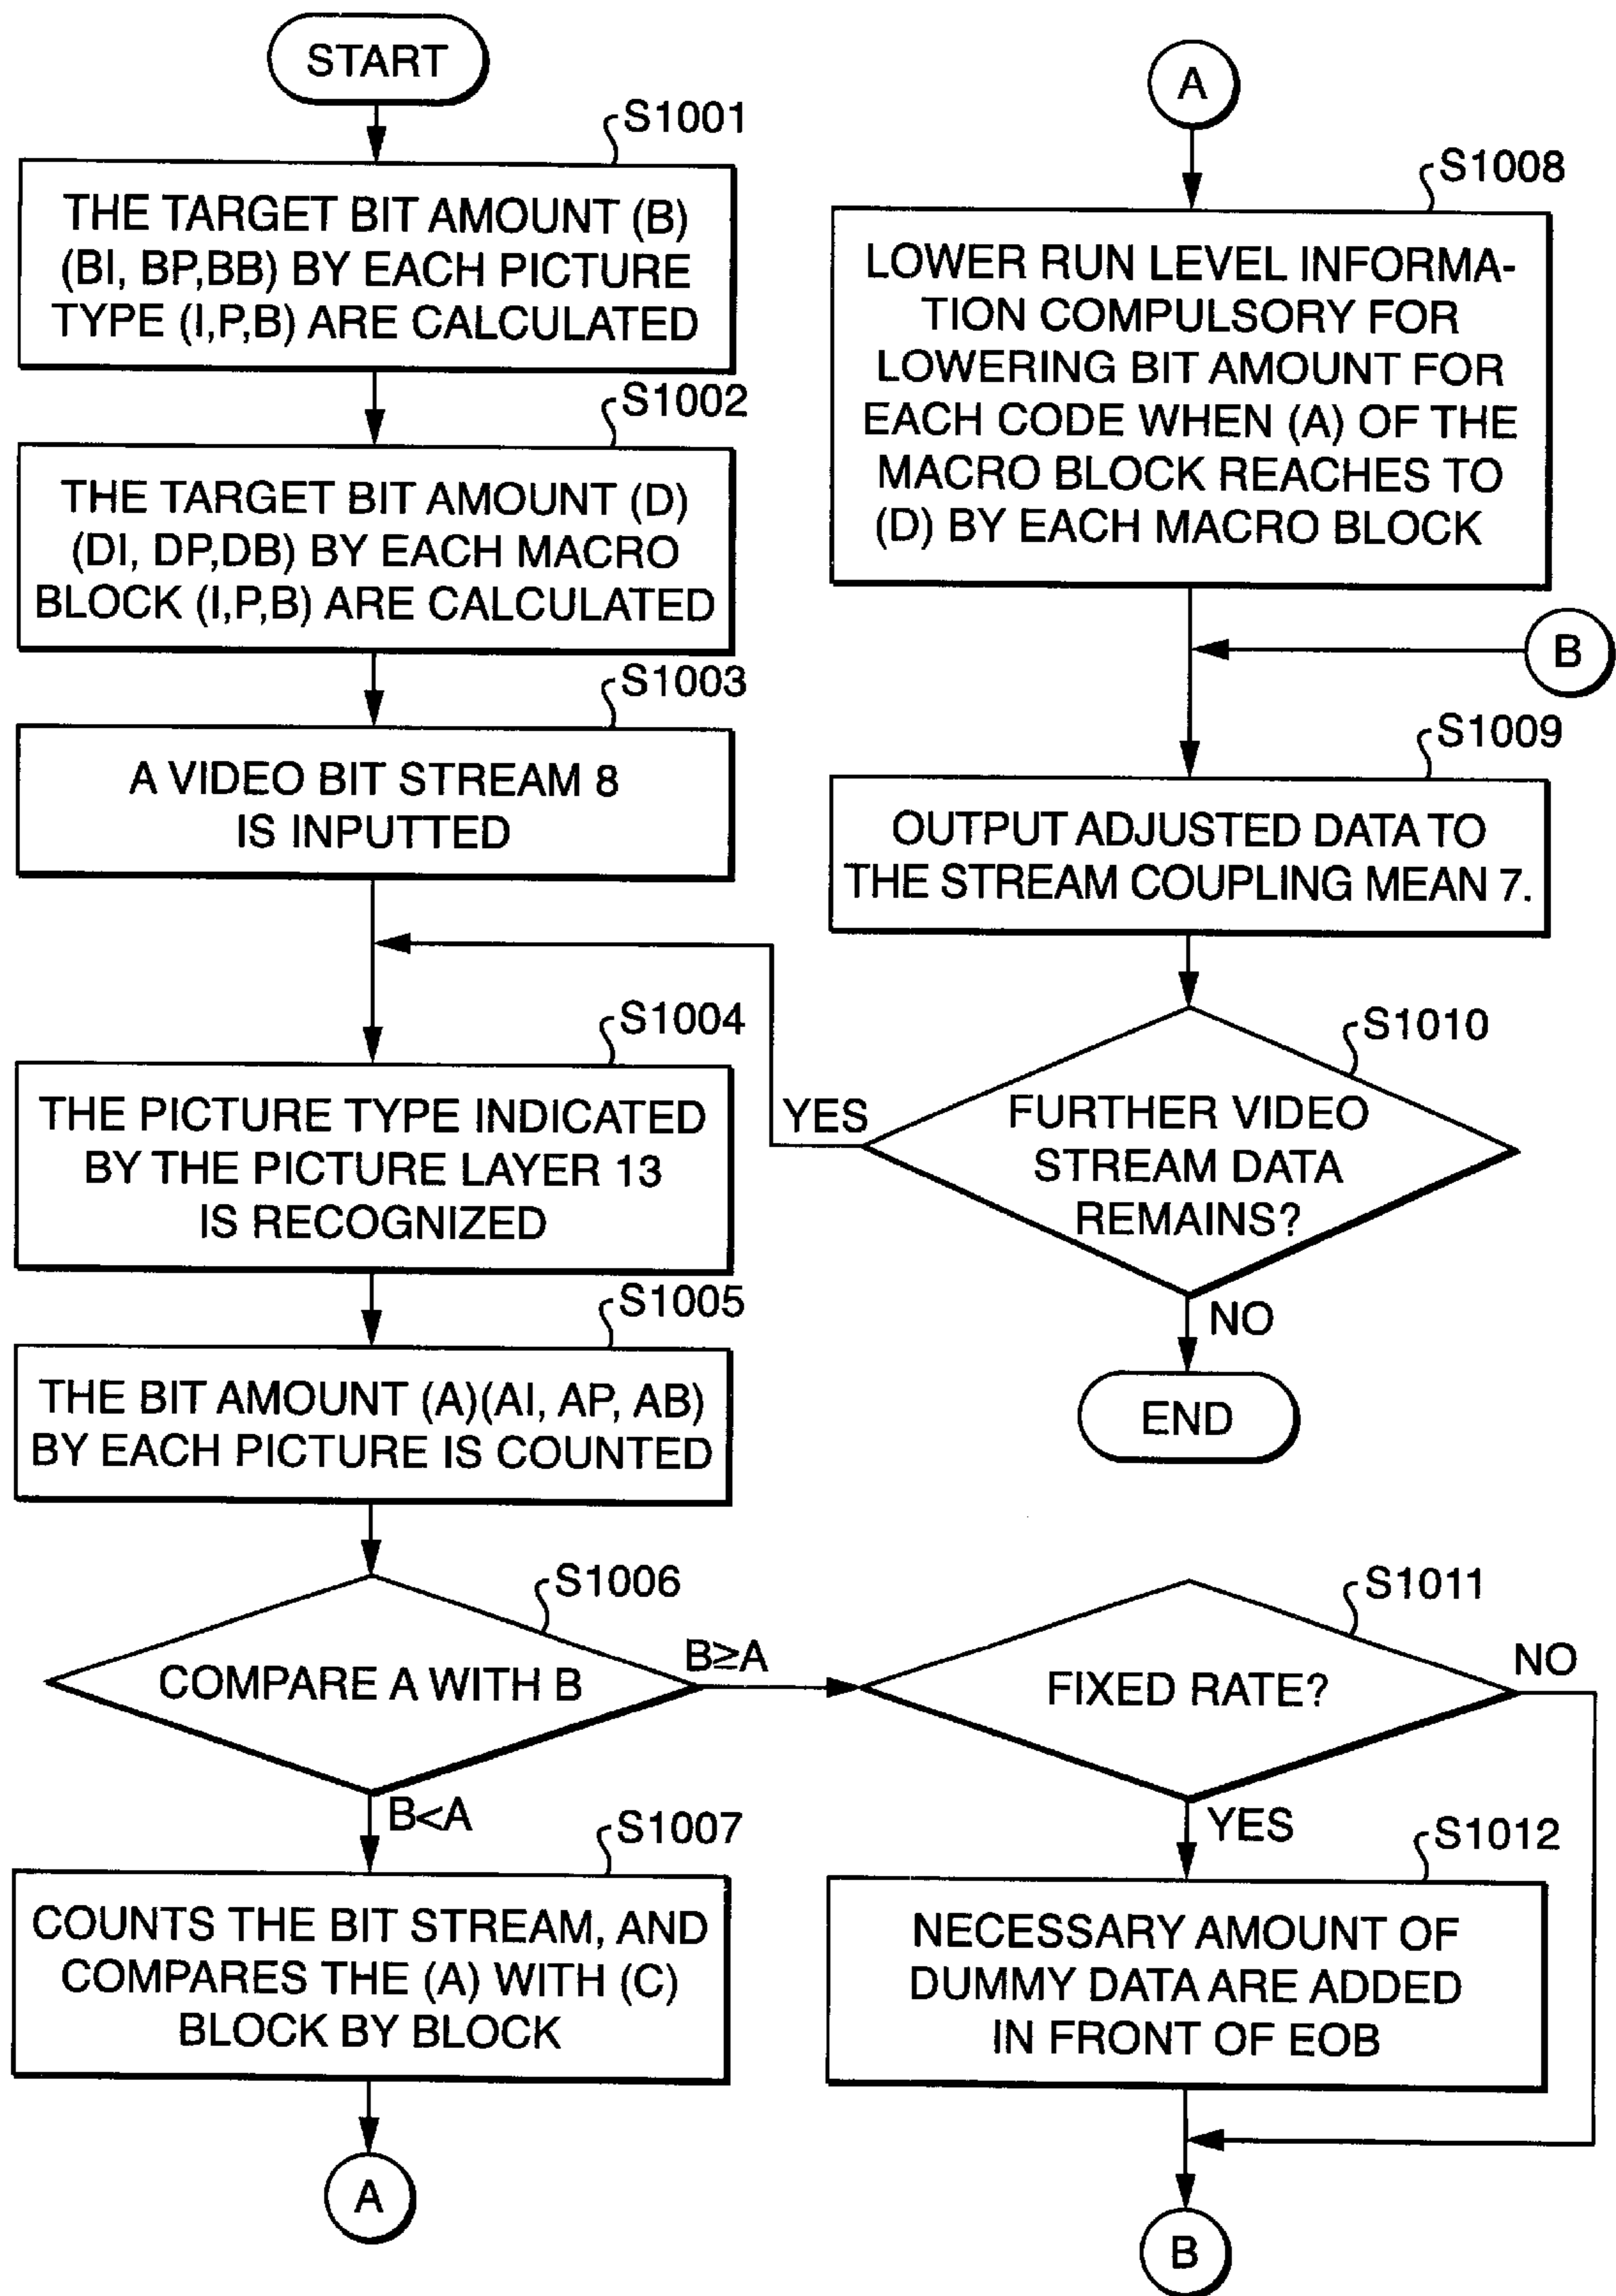 START
S1001
THE TARGET BIT AMOUNT (B)
(BI, BP,BB) BY EACH PICTURE
TYPE (I,P,B) ARE CALCULATED
S1002
THE TARGET BIT AMOUNT (D)
(DI, DP,DB) BY EACH MACRO
BLOCK (I,P,B) ARE CALCULATED
S1003
A VIDEO BIT STREAM 8
IS INPUTTED
S1004
THE PICTURE TYPE INDICATED
BY THE PICTURE LAYER 13
IS RECOGNIZED
S1005
THE BIT AMOUNT (A)(AI, AP, AB)
BY EACH PICTURE IS COUNTED
S1006
COMPARE A WITH B
B≥A
B<A
S1007
COUNTS THE BIT STREAM, AND
COMPARES THE (A) WITH (C)
BLOCK BY BLOCK
A
A
S1008
LOWER RUN LEVEL INFORMA-
TION COMPULSORY FOR
LOWERING BIT AMOUNT FOR
EACH CODE WHEN (A) OF THE
MACRO BLOCK REACHES TO
(D) BY EACH MACRO BLOCK
B
S1009
OUTPUT ADJUSTED DATA TO
THE STREAM COUPLING MEAN 7.
S1010
YES
FURTHER VIDEO
STREAM DATA
REMAINS?
NO
END
S1011
FIXED RATE?
NO
YES
S1012
NECESSARY AMOUNT OF
DUMMY DATA ARE ADDED
IN FRONT OF EOB
B